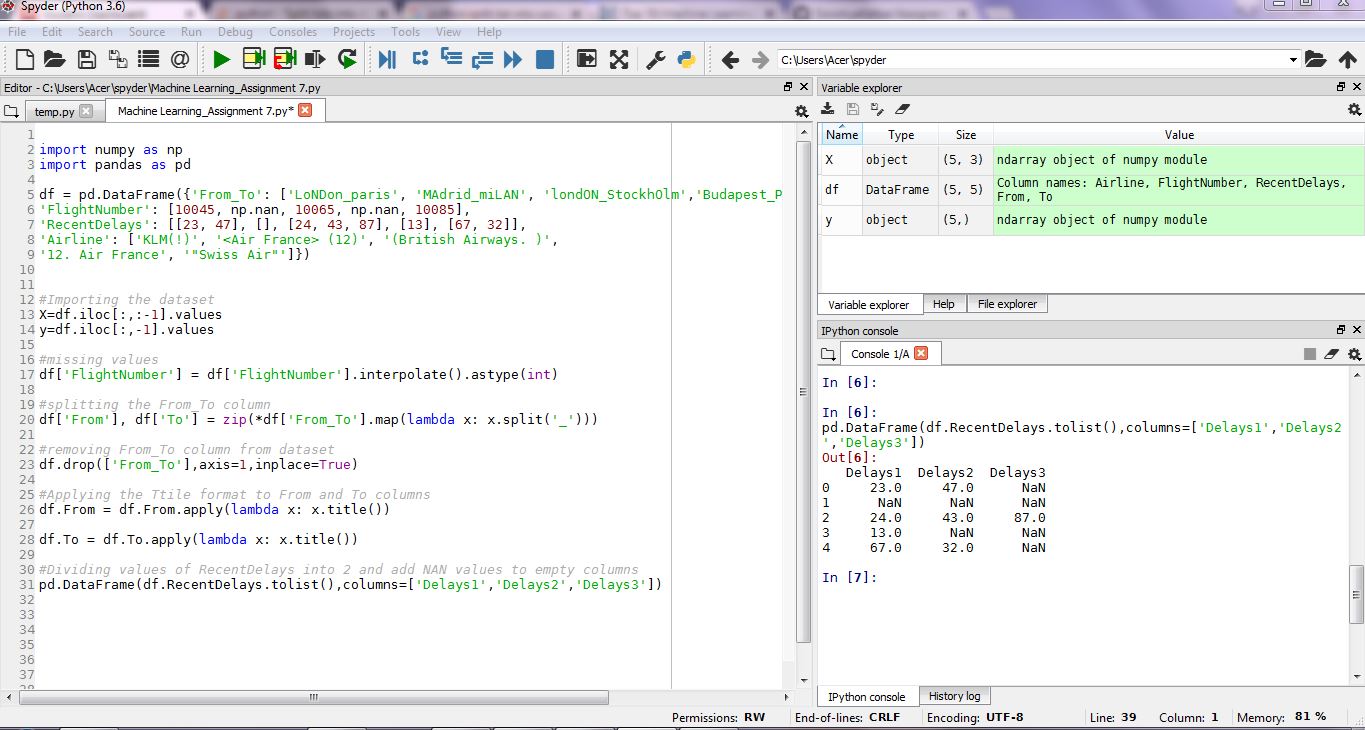 Spyder (Python 3.6)
File Edit Search Source Run Debug Consoles Projects Tools View Help
C:\Users\Acer\spyder
Editor - C:\Users\Acer\spyder\Machine Learning_Assignment 7.py
temp.py
Machine Learning_Assignment 7.py*
1
2 import numpy as np
3 import pandas as pd
4
5 df = pd.DataFrame({'From_To': ['LoNDon_paris', 'MAdrid_miLAN', 'londON_StockhOlm','Budapest_P
6 'FlightNumber': [10045, np.nan, 10065, np.nan, 10085],
7 'RecentDelays': [[23, 47], [], [24, 43, 87], [13], [67, 32]],
8 'Airline': ['KLM(!)', '<Air France> (12)', '(British Airways. )',
9 '12. Air France', '"Swiss Air"']})
10
11
12 #Importing the dataset
13 X=df.iloc[:,:-1].values
14 y=df.iloc[:,-1].values
15
16 #missing values
17 df['FlightNumber'] = df['FlightNumber'].interpolate().astype(int)
18
19 #splitting the From_To column
20 df['From'], df['To'] = zip(*df['From_To'].map(lambda x: x.split('_')))
21
22 #removing From_To column from dataset
23 df.drop(['From_To'],axis=1,inplace=True)
24
25 #Applying the Ttile format to From and To columns
26 df.From = df.From.apply(lambda x: x.title())
27
28 df.To = df.To.apply(lambda x: x.title())
29
30 #Dividing values of RecentDelays into 2 and add NAN values to empty columns
31 pd.DataFrame(df.RecentDelays.tolist(),columns=['Delays1','Delays2','Delays3'])
32
33
34
35
36
37
Variable explorer
Name Type Size Value
X object (5, 3) ndarray object of numpy module
df DataFrame (5, 5) Column names: Airline, FlightNumber, RecentDelays,
From, To
y object (5,) ndarray object of numpy module
Variable explorer Help File explorer
IPython console
Console 1/A
In [6]:
In [6]:
pd.DataFrame(df.RecentDelays.tolist(),columns=['Delays1','Delays2
','Delays3'])
Out[6]:
Delays1 Delays2 Delays3
0 23.0 47.0 NaN
1 NaN NaN NaN
2 24.0 43.0 87.0
3 13.0 NaN NaN
4 67.0 32.0 NaN
In [7]:
IPython console History log
Permissions: RW End-of-lines: CRLF Encoding: UTF-8 Line: 39 Column: 1 Memory: 81 %